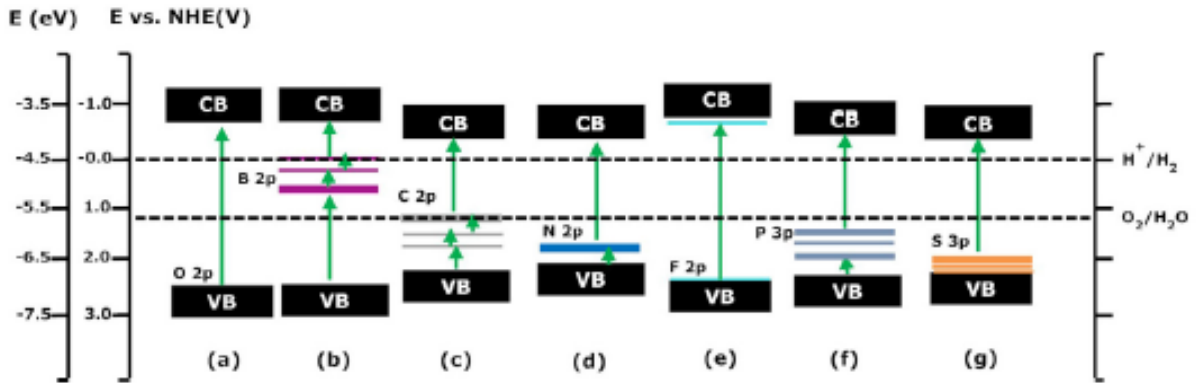 E (eV) E vs. NHE(V)
-3.5 -1.0 CB CB CB CB CB CB CB
-4.5 -0.0 H⁺/H₂
B 2p
C 2p
-5.5 1.0 O₂/H₂O
N 2p P 3p S 3p
-6.5 2.0
O 2p F 2p
VB VB VB VB VB VB VB
-7.5 3.0
(a) (b) (c) (d) (e) (f) (g)